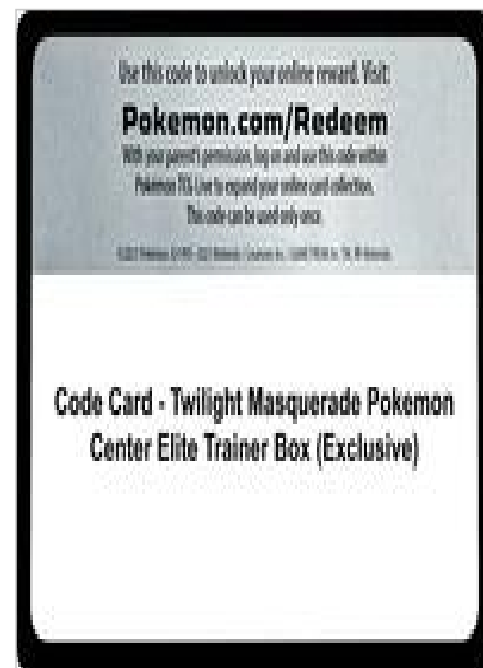 Use this code to unlock your online reward. Visit:
Pokemon.com/Redeem
With your parent's permission, log on and use this code within
Pokémon TCG Live to expand your online card collection.
This code can be used only once.
Code Card - Twilight Masquerade Pokemon
Center Elite Trainer Box (Exclusive)